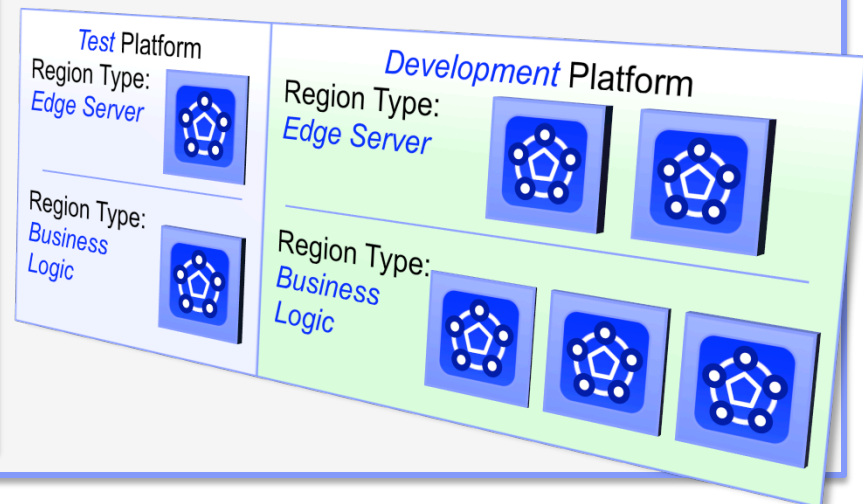 Test Platform
Region Type:
Edge Server
Region Type:
Business
Logic
Development Platform
Region Type:
Edge Server
Region Type:
Business
Logic